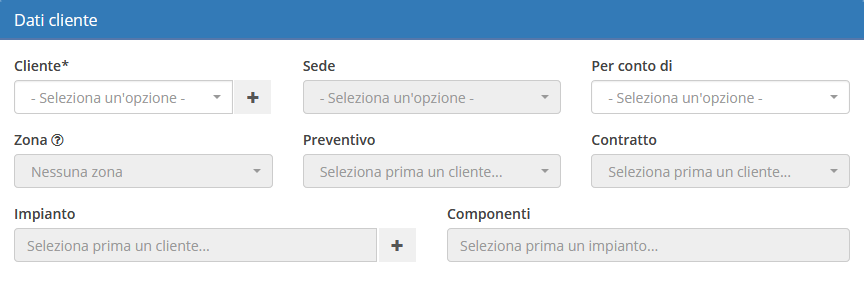 Dati cliente
Cliente* Sede Per conto di
- Seleziona un'opzione - + - Seleziona un'opzione - - Seleziona un'opzione -
Zona ? Preventivo Contratto
Nessuna zona Seleziona prima un cliente... Seleziona prima un cliente...
Impianto Componenti
Seleziona prima un cliente... + Seleziona prima un impianto...